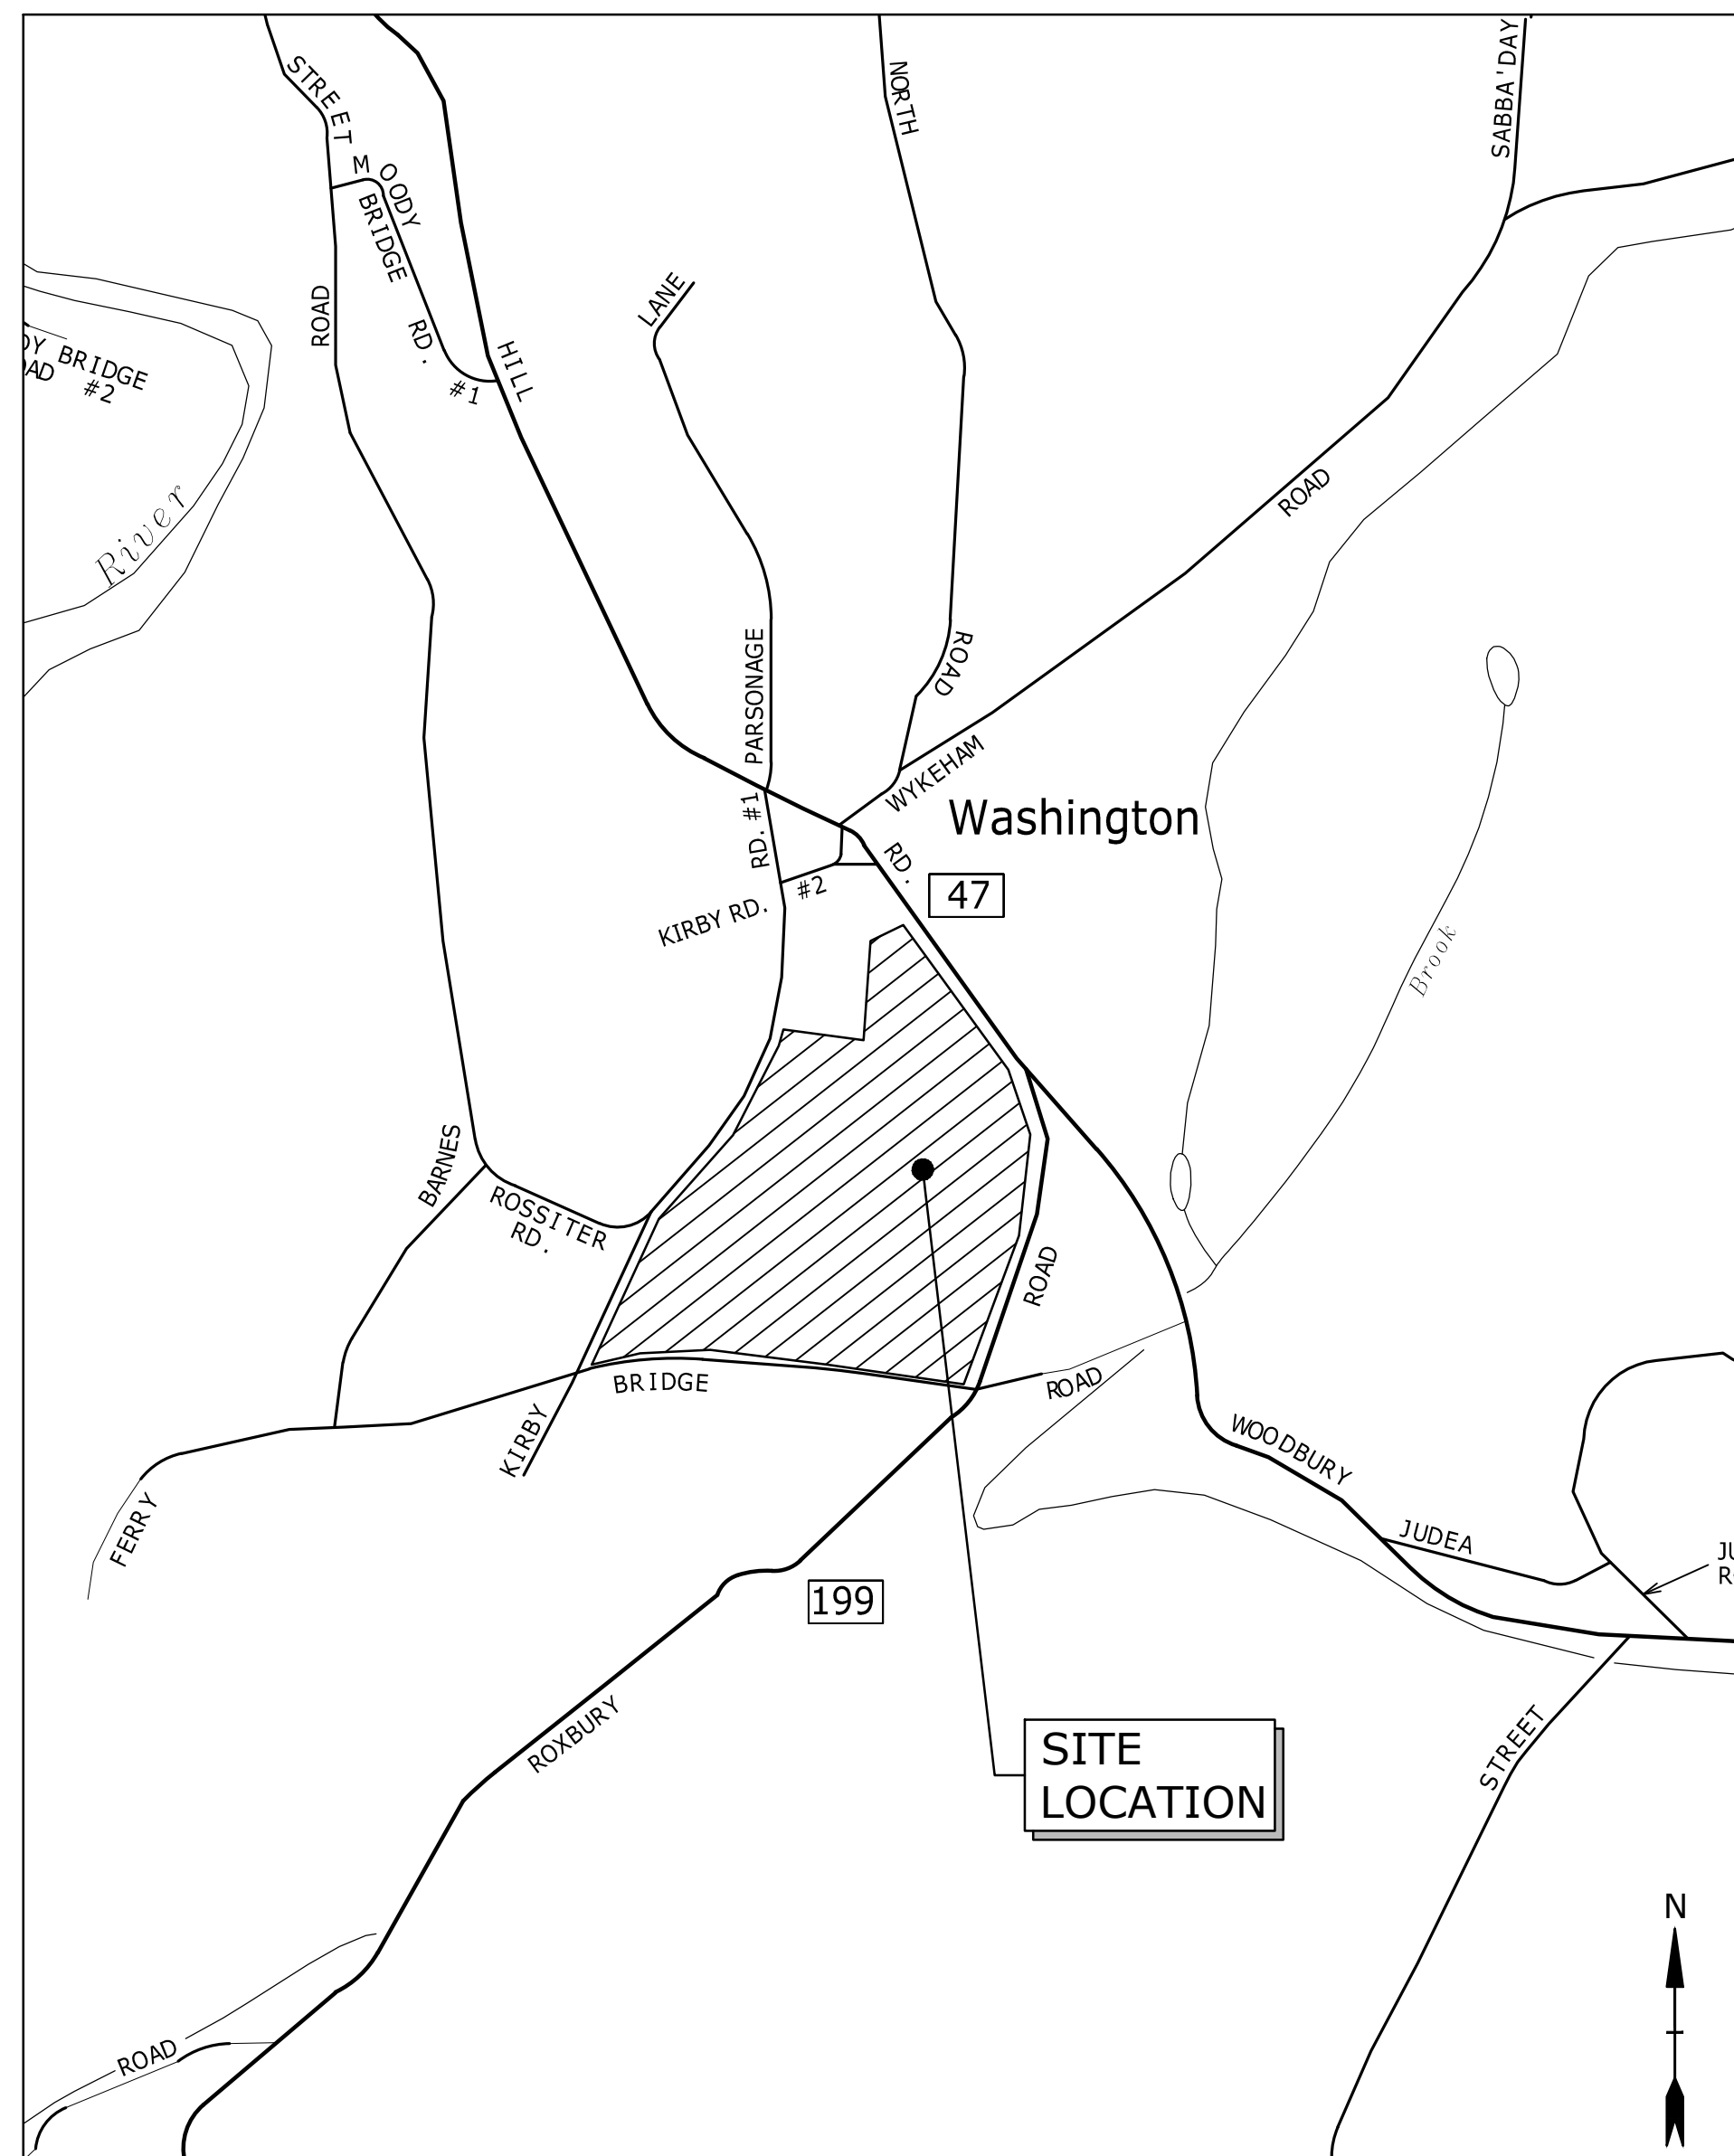 STREET
NORTH
SABBA'DAY
MOODY
BRIDGE
RD.
#1
ROAD
LANE
HILL
BRIDGE
#2
River
ROAD
PARSONAGE
ROAD
WYKEHAM
Washington
RD. #1
RD.
#2
KIRBY RD.
47
Brook
BARNES
ROSSITER
RD.
ROAD
BRIDGE
ROAD
KIRBY
WOODBURY
FERRY
JUDEA
199
ROXBURY
STREET
SITE
LOCATION
N
ROAD